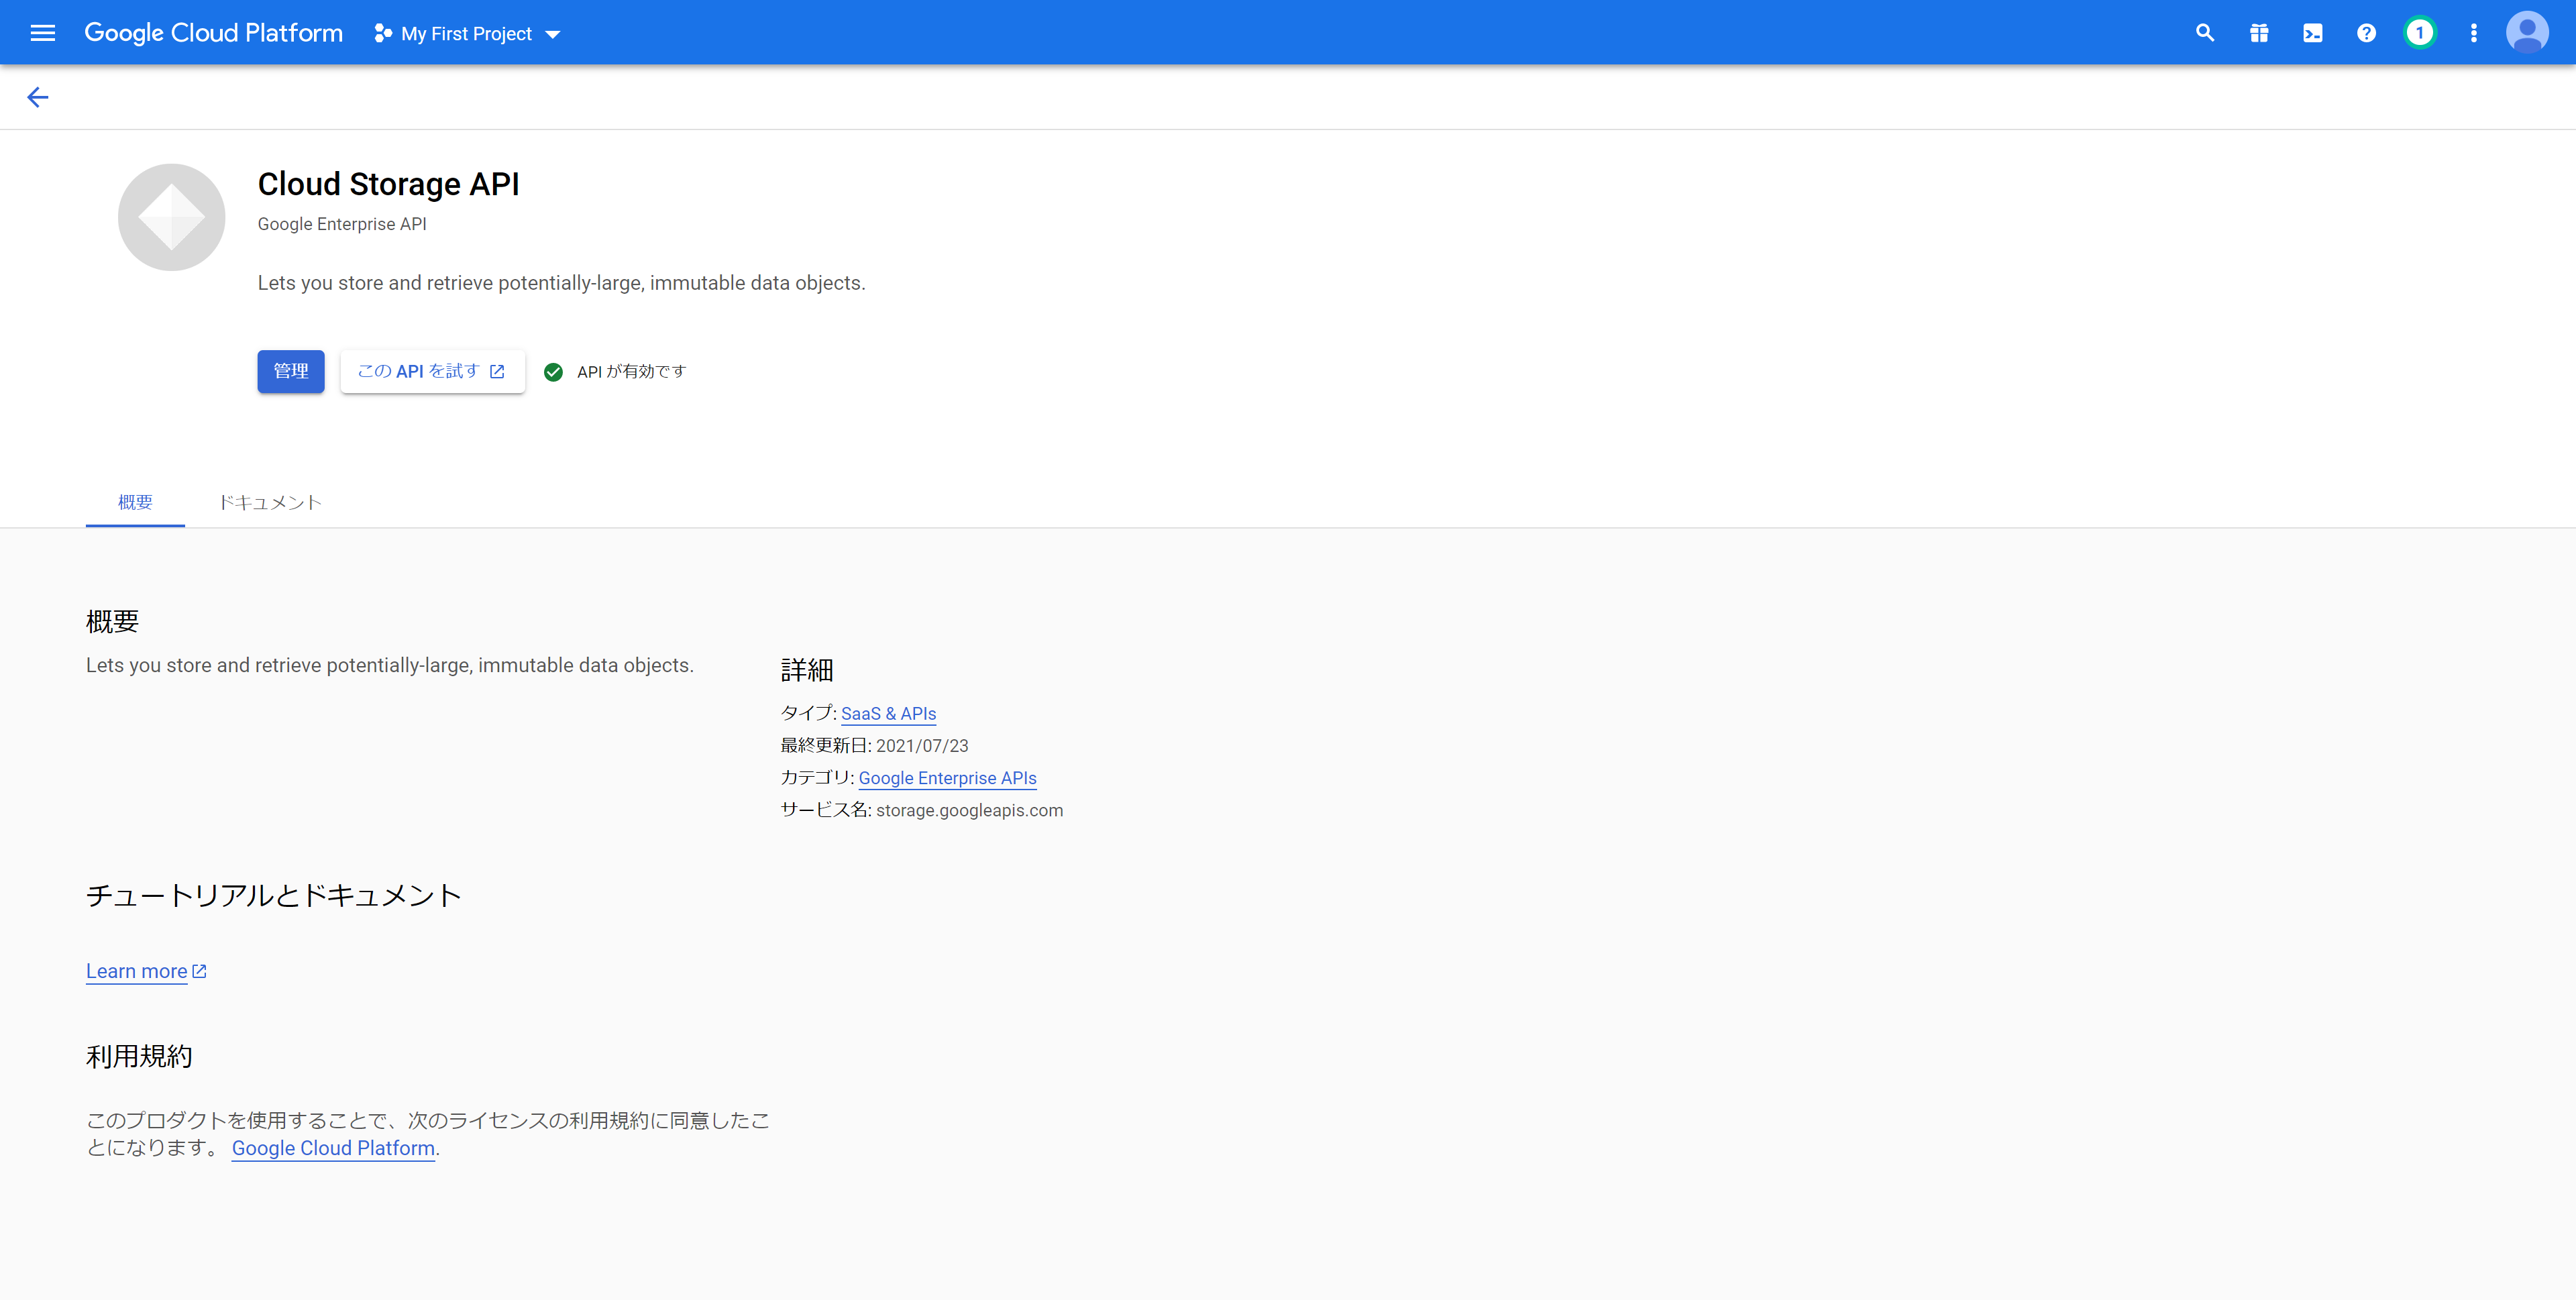 Google Cloud Platform
My First Project
1
Cloud Storage API
Google Enterprise API
Lets you store and retrieve potentially-large, immutable data objects.
管理
この API を試す
API が有効です
概要
ドキュメント
概要
Lets you store and retrieve potentially-large, immutable data objects.
詳細
タイプ: SaaS & APIs
最終更新日: 2021/07/23
カテゴリ: Google Enterprise APIs
サービス名: storage.googleapis.com
チュートリアルとドキュメント
Learn more
利用規約
このプロダクトを使用することで、次のライセンスの利用規約に同意したこ
とになります。 Google Cloud Platform.